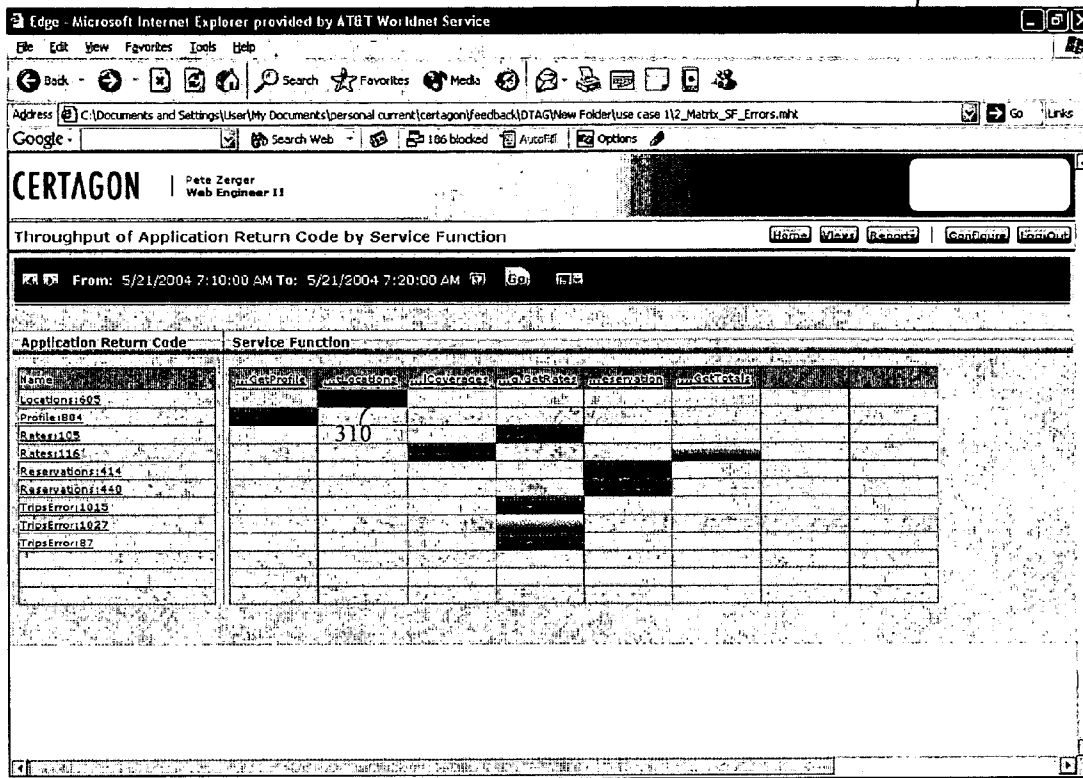 Edge - Microsoft Internet Explorer provided by AT&T Worldnet Service
File Edit View Favorites Tools Help
Back Search Favorites Media
Address C:\Documents and Settings\User\My Documents\personal current\certagon\feedback\DTAG\New Folder\use case 1\2_Matrix_SF_Errors.mht Go Links
Google Search Web 186 blocked AutoFill Options
CERTAGON Pete Zerger
Web Engineer II
Throughput of Application Return Code by Service Function Home Views Reports Configure LogOut
From: 5/21/2004 7:10:00 AM To: 5/21/2004 7:20:00 AM Go
Application Return Code Service Function
Name ...GetProfile ...tLocations ...lCoverages ...a\GetRates ...eservation ...GetTotals
Locations:605
Profile:884
Rates:105 310
Rates:116
Reservations:414
Reservations:440
TripsError:1015
TripsError:1027
TripsError:87